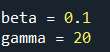 beta = 0.1
gamma = 20